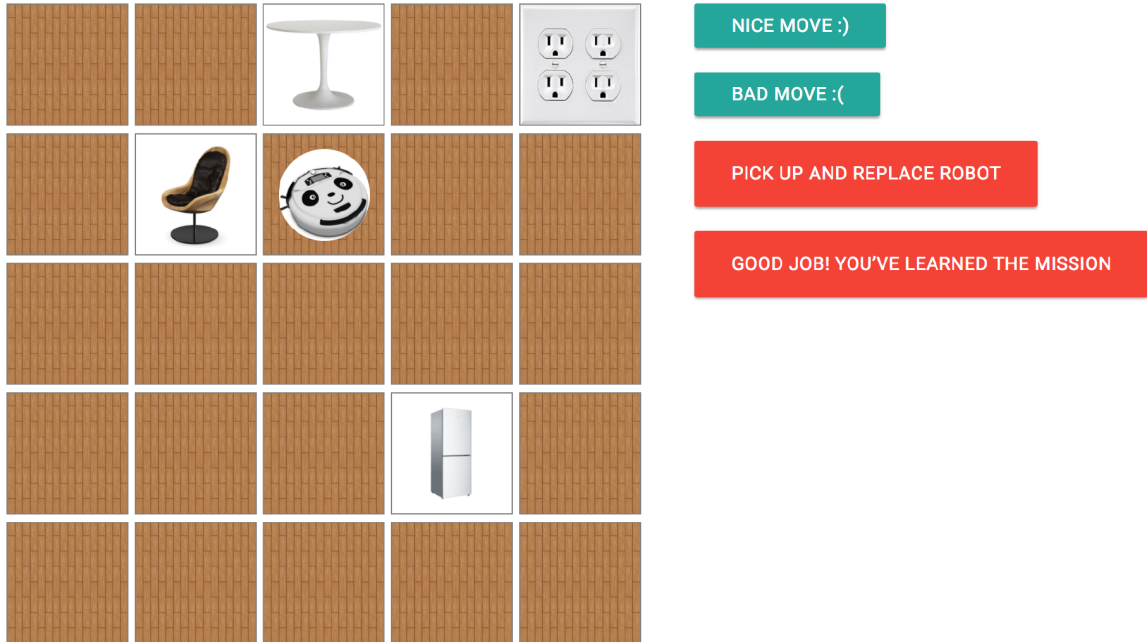 NICE MOVE :)
BAD MOVE :(
PICK UP AND REPLACE ROBOT
GOOD JOB! YOU’VE LEARNED THE MISSION